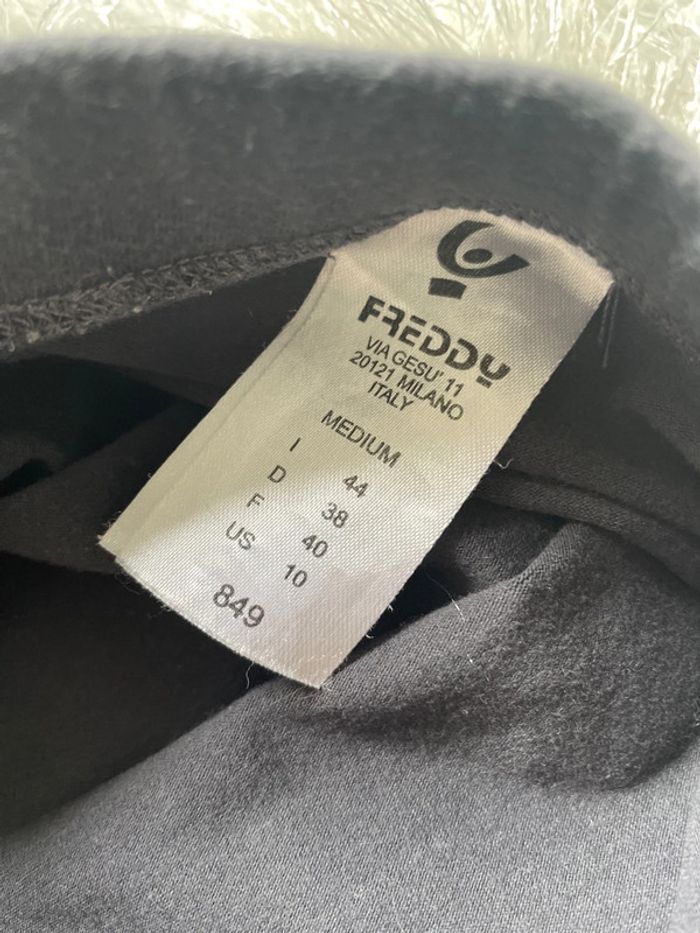 FREDDY
VIA GESU' 11
20121 MILANO
ITALY
MEDIUM
I 44
D 38
F 40
US 10
849